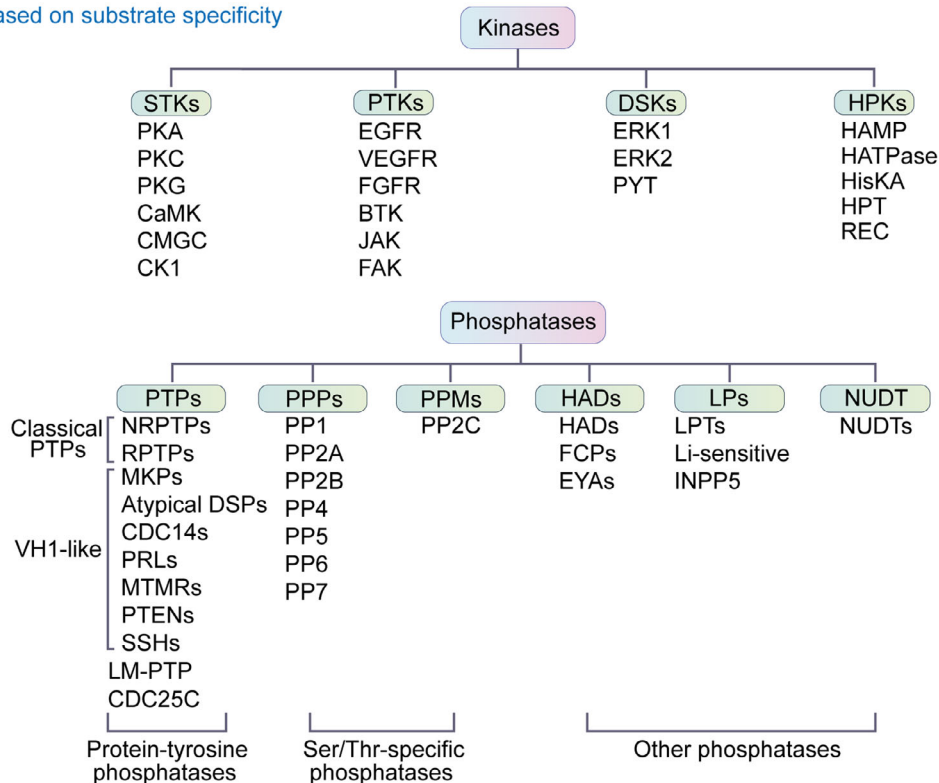 ased on substrate specificity
Kinases
STKs
PKA
PKC
PKG
CaMK
CMGC
CK1
PTKs
EGFR
VEGFR
FGFR
BTK
JAK
FAK
DSKs
ERK1
ERK2
PYT
HPKs
HAMP
HATPase
HisKA
HPT
REC
Phosphatases
PTPs
Classical
PTPs
NRPTPs
RPTPs
VH1-like
MKPs
Atypical DSPs
CDC14s
PRLs
MTMRs
PTENs
SSHs
LM-PTP
CDC25C
PPPs
PP1
PP2A
PP2B
PP4
PP5
PP6
PP7
PPMs
PP2C
HADs
HADs
FCPs
EYAs
LPs
LPTs
Li-sensitive
INPP5
NUDT
NUDTs
Protein-tyrosine
phosphatases
Ser/Thr-specific
phosphatases
Other phosphatases